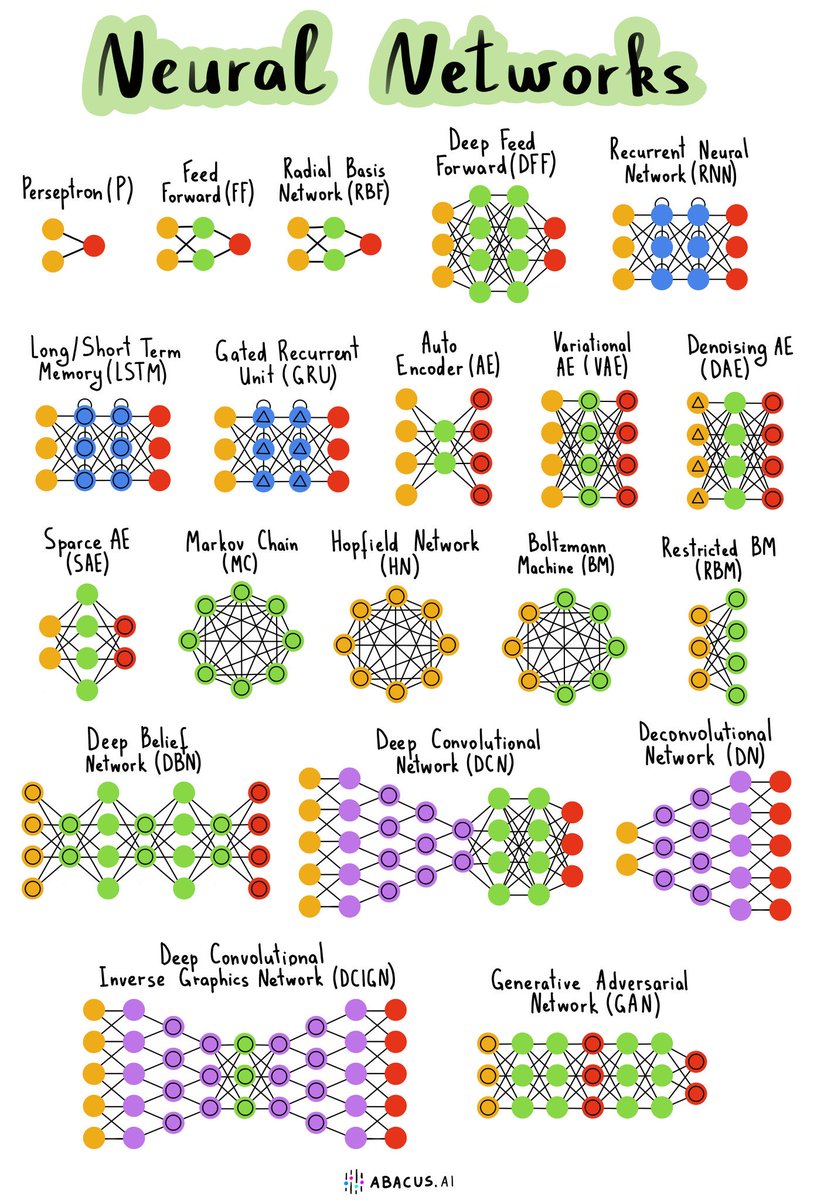 Neural Networks
Perseptron (P)
Feed
Forward (FF)
Radial Basis
Network (RBF)
Deep Feed
Forward (DFF)
Recurrent Neural
Network (RNN)
Long/Short Term
Memory (LSTM)
Gated Recurrent
Unit (GRU)
Auto
Encoder (AE)
Variational
AE (VAE)
Denoising AE
(DAE)
Sparce AE
(SAE)
Markov Chain
(MC)
Hopfield Network
(HN)
Boltzmann
Machine (BM)
Restricted BM
(RBM)
Deep Belief
Network (DBN)
Deep Convolutional
Network (DCN)
Deconvolutional
Network (DN)
Deep Convolutional
Inverse Graphics Network (DCIGN)
Generative Adversarial
Network (GAN)
ABACUS.AI